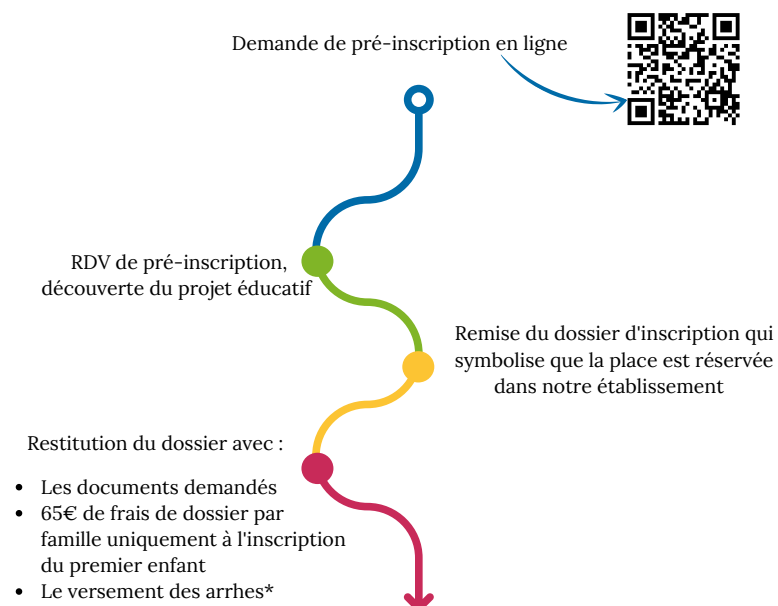 Demande de pré-inscription en ligne
RDV de pré-inscription,
découverte du projet éducatif
Remise du dossier d'inscription qui
symbolise que la place est réservée
dans notre établissement
Restitution du dossier avec :
• Les documents demandés
• 65€ de frais de dossier par
famille uniquement à l'inscription
du premier enfant
• Le versement des arrhes*